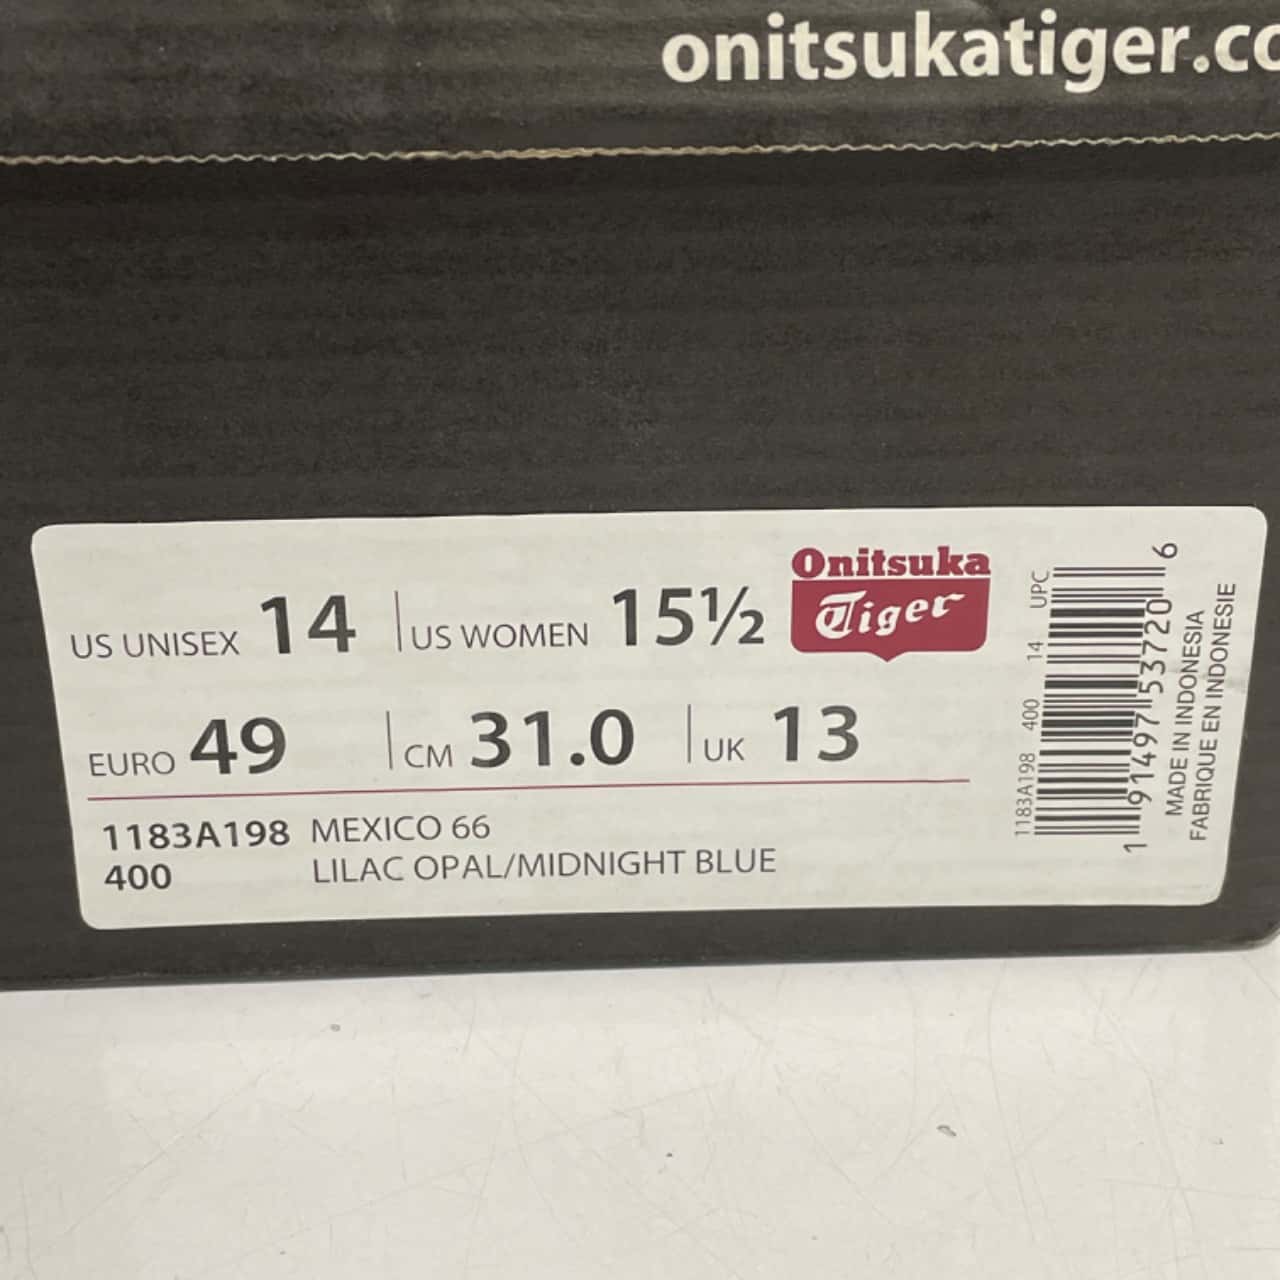 onitsukatiger.co
US UNISEX 14 US WOMEN 15½
Onitsuka
Tiger
EURO 49 CM 31.0 UK 13
1183A198 MEXICO 66
400 LILAC OPAL/MIDNIGHT BLUE
1183A198 400 14 UPC
1 91497 53720 6
MADE IN INDONESIA
FABRIQUE EN INDONESIE